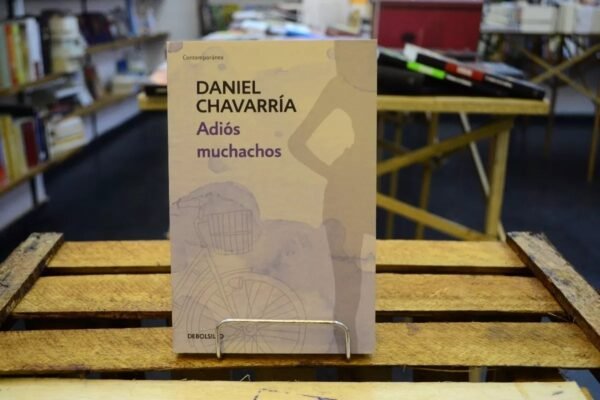 Contemporánea
DANIEL
CHAVARRÍA
Adiós
muchachos
DEBOLSILLO